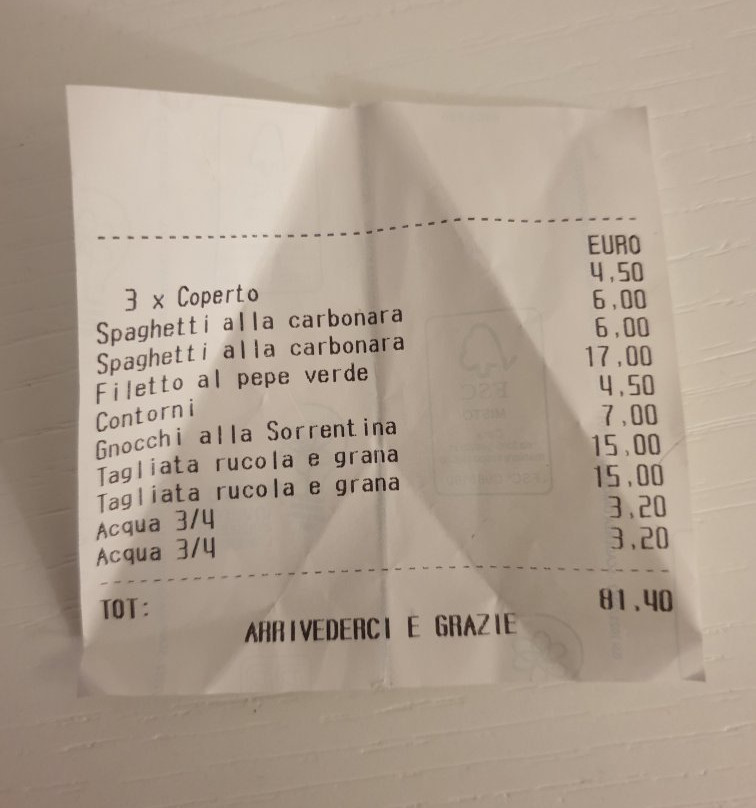 EURO
3 x Coperto 4,50
Spaghetti alla carbonara 6,00
Spaghetti alla carbonara 6,00
Filetto al pepe verde 17,00
Contorni 4,50
Gnocchi alla Sorrentina 7,00
Tagliata rucola e grana 15,00
Tagliata rucola e grana 15,00
Acqua 3/4 3,20
Acqua 3/4 3,20
TOT: 81,40
ARRIVEDERCI E GRAZIE